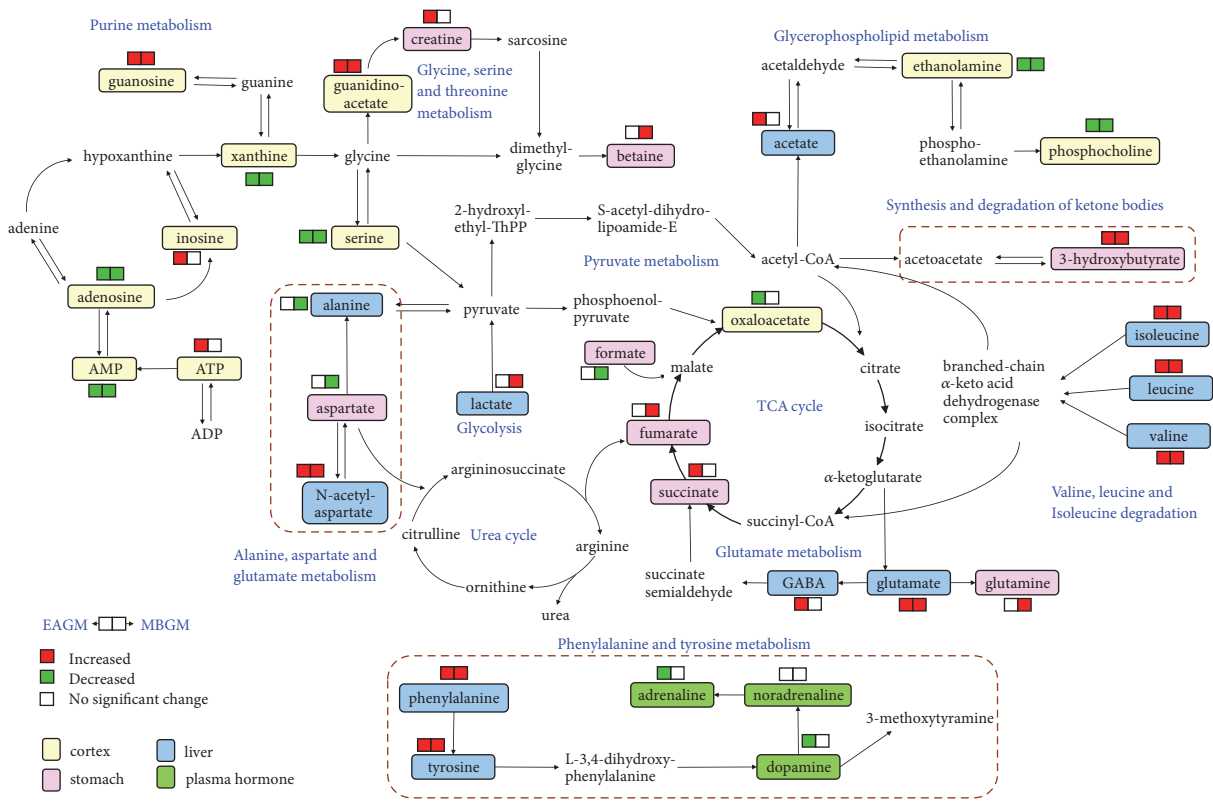 Purine metabolism
guanosine
guanine
hypoxanthine
xanthine
adenine
inosine
adenosine
AMP
ATP
ADP
creatine
sarcosine
guanidino-
acetate
Glycine, serine
and threonine
metabolism
glycine
dimethyl-
glycine
betaine
serine
Glycerophospholipid metabolism
acetaldehyde
ethanolamine
acetate
phospho-
ethanolamine
phosphocholine
Synthesis and degradation of ketone bodies
acetoacetate
3-hydroxybutyrate
2-hydroxyl-
ethyl-ThPP
S-acetyl-dihydro-
lipoamide-E
acetyl-CoA
Pyruvate metabolism
alanine
pyruvate
phosphoenol-
pyruvate
oxaloacetate
formate
malate
citrate
aspartate
lactate
Glycolysis
TCA cycle
fumarate
isocitrate
branched-chain
α-keto acid
dehydrogenase
complex
isoleucine
leucine
valine
Valine, leucine and
Isoleucine degradation
N-acetyl-
aspartate
argininosuccinate
succinate
α-ketoglutarate
succinyl-CoA
citrulline
Urea cycle
arginine
ornithine
urea
Alanine, aspartate and
glutamate metabolism
Glutamate metabolism
succinate
semialdehyde
GABA
glutamate
glutamine
EAGM
MBGM
Increased
Decreased
No significant change
cortex
liver
stomach
plasma hormone
Phenylalanine and tyrosine metabolism
phenylalanine
adrenaline
noradrenaline
3-methoxytyramine
tyrosine
L-3,4-dihydroxy-
phenylalanine
dopamine